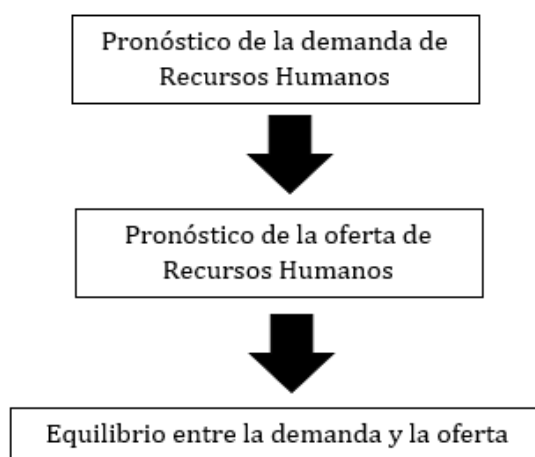 Pronóstico de la demanda de
Recursos Humanos
Pronóstico de la oferta de
Recursos Humanos
Equilibrio entre la demanda y la oferta